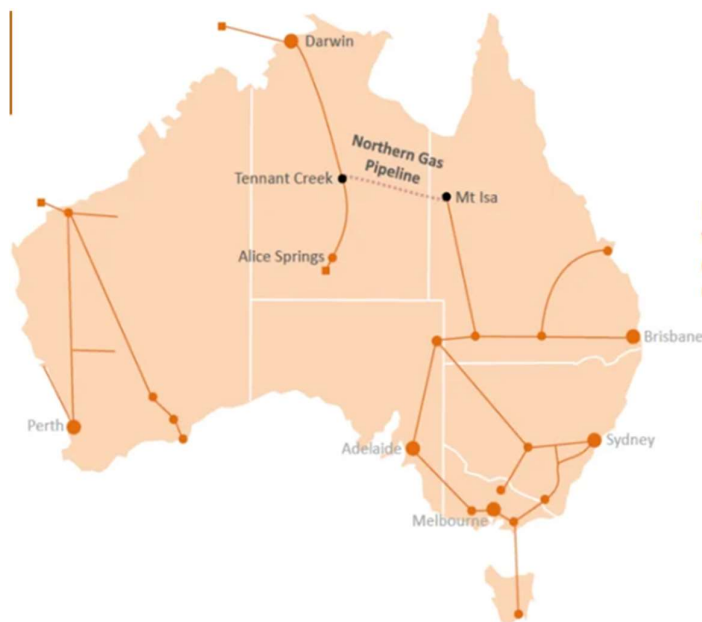 Darwin
Northern Gas
Pipeline
Tennant Creek
Mt Isa
Alice Springs
Brisbane
Perth
Adelaide
Sydney
Melbourne